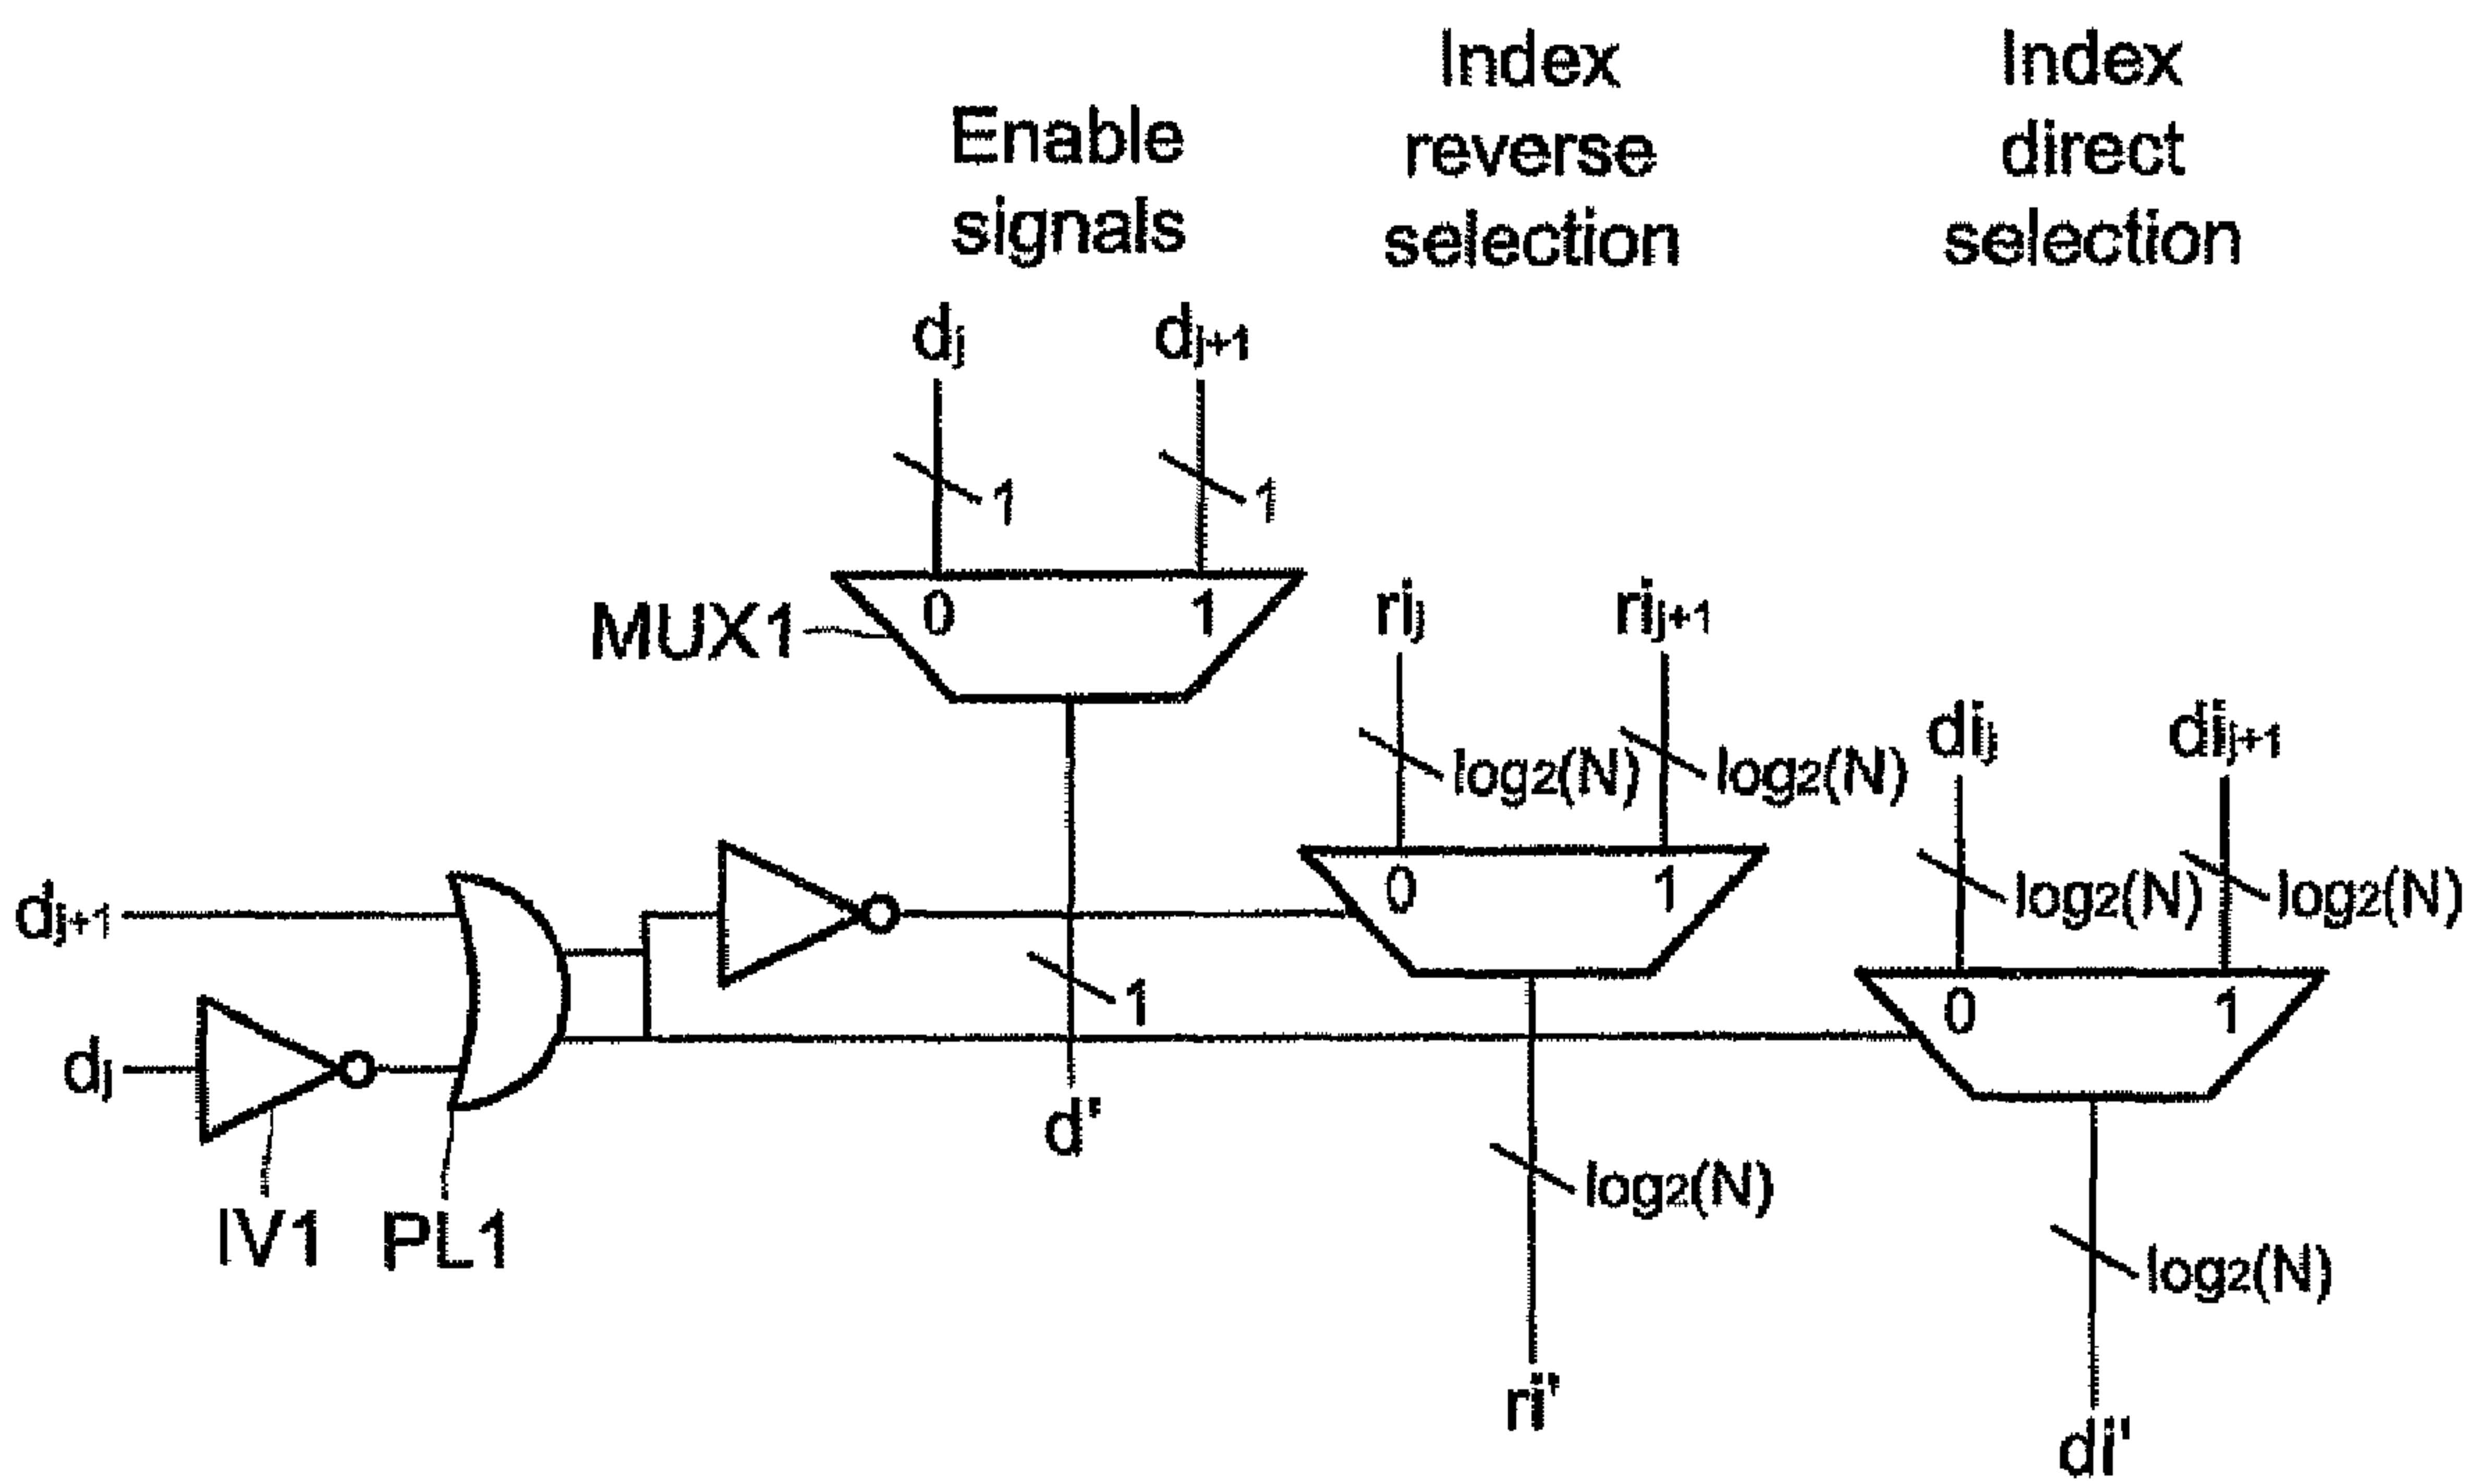 Enable
signals
Index
reverse
selection
Index
direct
selection
dj dj+1
1 1
MUX1 0 1
rij rij+1
log2(N) log2(N)
dij dij+1
0 1
log2(N) log2(N)
dj+1
1
0 1
dj
d'
log2(N)
IV1 PL1
log2(N)
ri'
di'